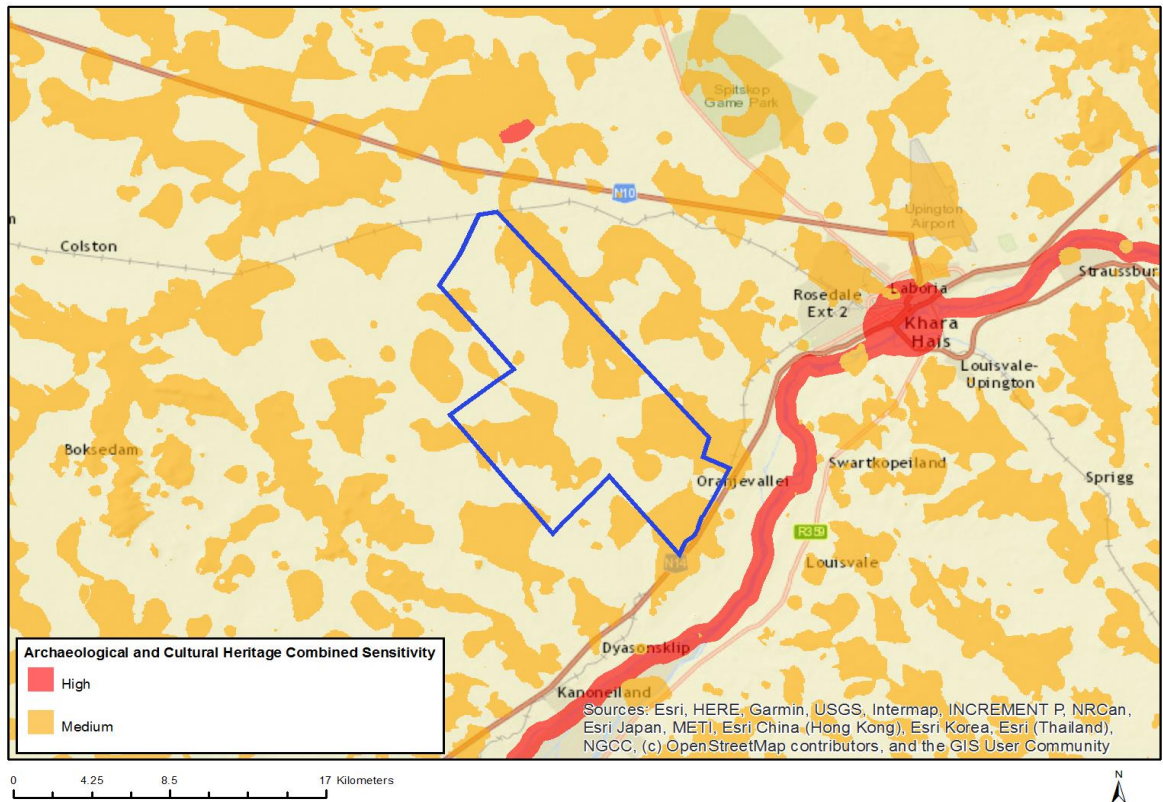 Spitskop
Game Park
N10
Upington
Airport
n
Colston
Straussbur
Laboria
Rosedale
Ext 2
Khara
Hais
Louisvale-
Upington
Boksedam
Swartkopeiland
Oranjevallei
Sprigg
R359
Louisvale
N14
Dyasonsklip
Kanoneiland
Archaeological and Cultural Heritage Combined Sensitivity
High
Medium
Sources: Esri, HERE, Garmin, USGS, Intermap, INCREMENT P, NRCan,
Esri Japan, METI, Esri China (Hong Kong), Esri Korea, Esri (Thailand),
NGCC, (c) OpenStreetMap contributors, and the GIS User Community
0 4.25 8.5 17 Kilometers
N